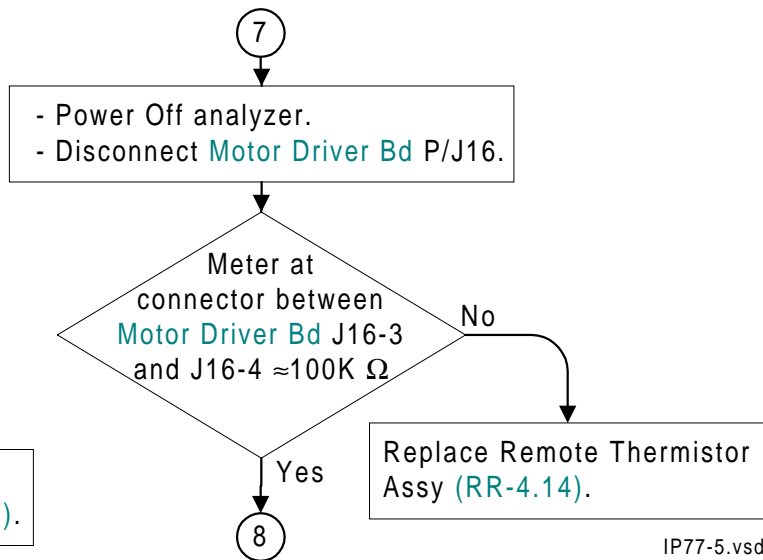 7
- Power Off analyzer.
- Disconnect Motor Driver Bd P/J16.
Meter at
connector between
Motor Driver Bd J16-3
and J16-4 ≈100K Ω
No
Yes
Replace Remote Thermistor
Assy (RR-4.14).
).
8
IP77-5.vsd